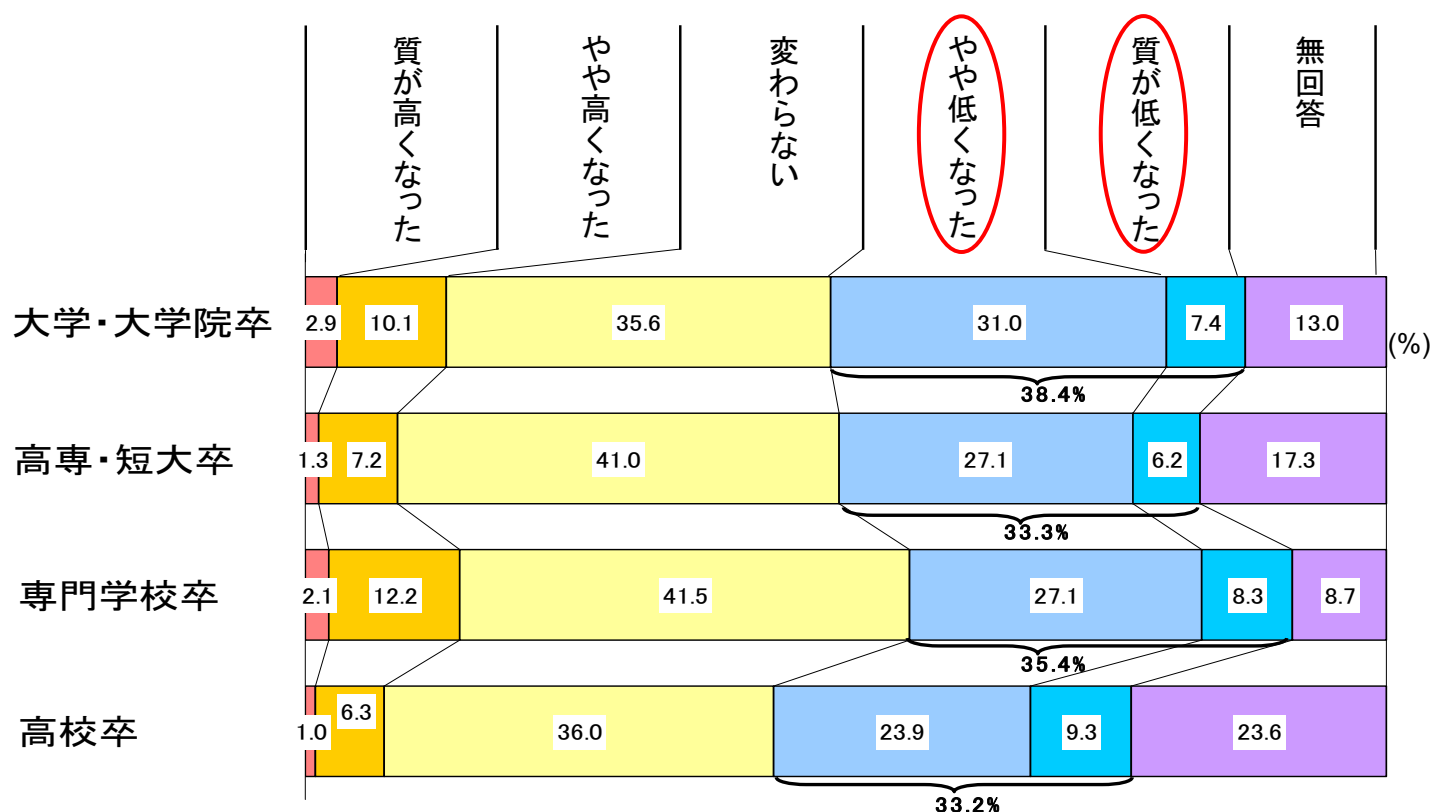 質が高くなった
やや高くなった
変わらない
やや低くなった
質が低くなった
無回答
大学・大学院卒
2.9
10.1
35.6
31.0
7.4
13.0
(%)
38.4%
高専・短大卒
1.3
7.2
41.0
27.1
6.2
17.3
33.3%
専門学校卒
2.1
12.2
41.5
27.1
8.3
8.7
35.4%
高校卒
1.0
6.3
36.0
23.9
9.3
23.6
33.2%